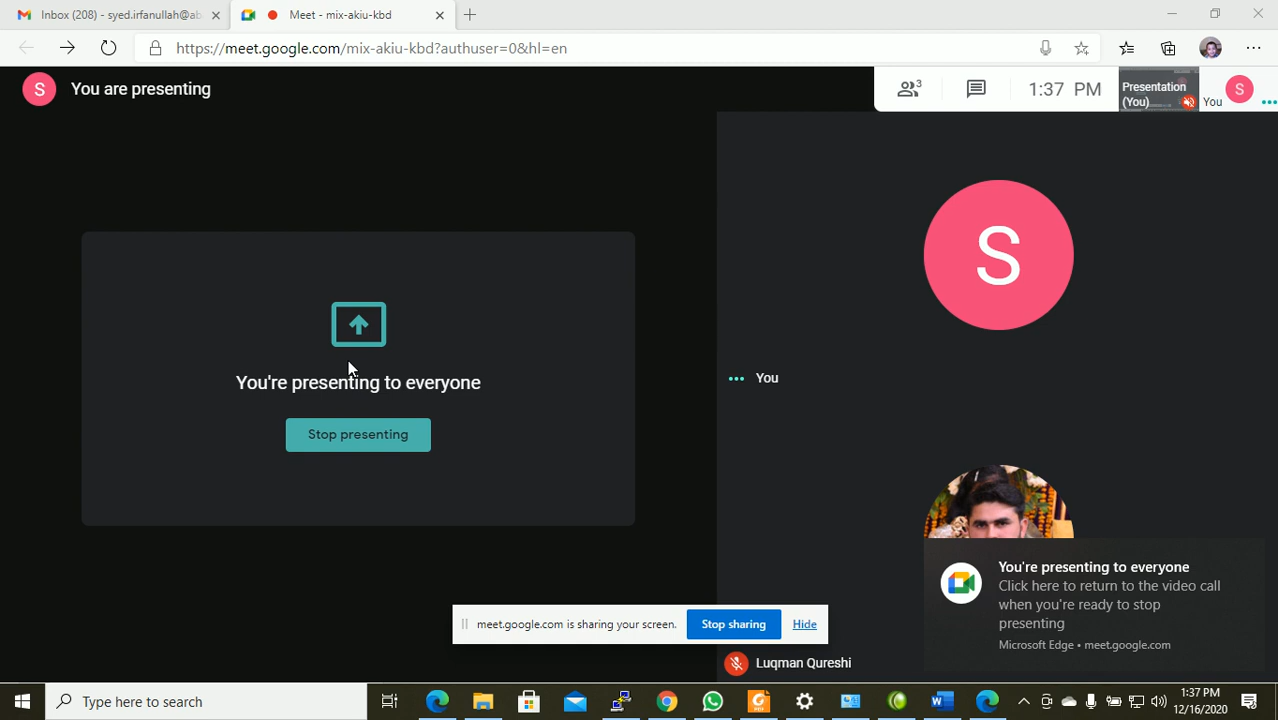 Inbox (208) - syed.irfanullah@ab
Meet - mix-akiu-kbd
https://meet.google.com/mix-akiu-kbd?authuser=0&hl=en
S
You are presenting
3
1:37 PM
Presentation
(You)
You
S
S
You're presenting to everyone
Stop presenting
You
You're presenting to everyone
Click here to return to the video call
when you're ready to stop
presenting
Microsoft Edge • meet.google.com
meet.google.com is sharing your screen.
Stop sharing
Hide
Luqman Qureshi
Type here to search
PDF
W
1:37 PM
12/16/2020